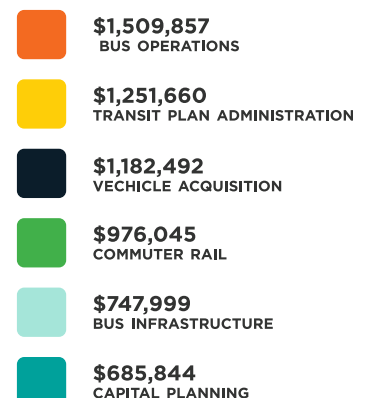 $1,509,857
BUS OPERATIONS
$1,251,660
TRANSIT PLAN ADMINISTRATION
$1,182,492
VECHICLE ACQUISITION
$976,045
COMMUTER RAIL
$747,999
BUS INFRASTRUCTURE
$685,844
CAPITAL PLANNING